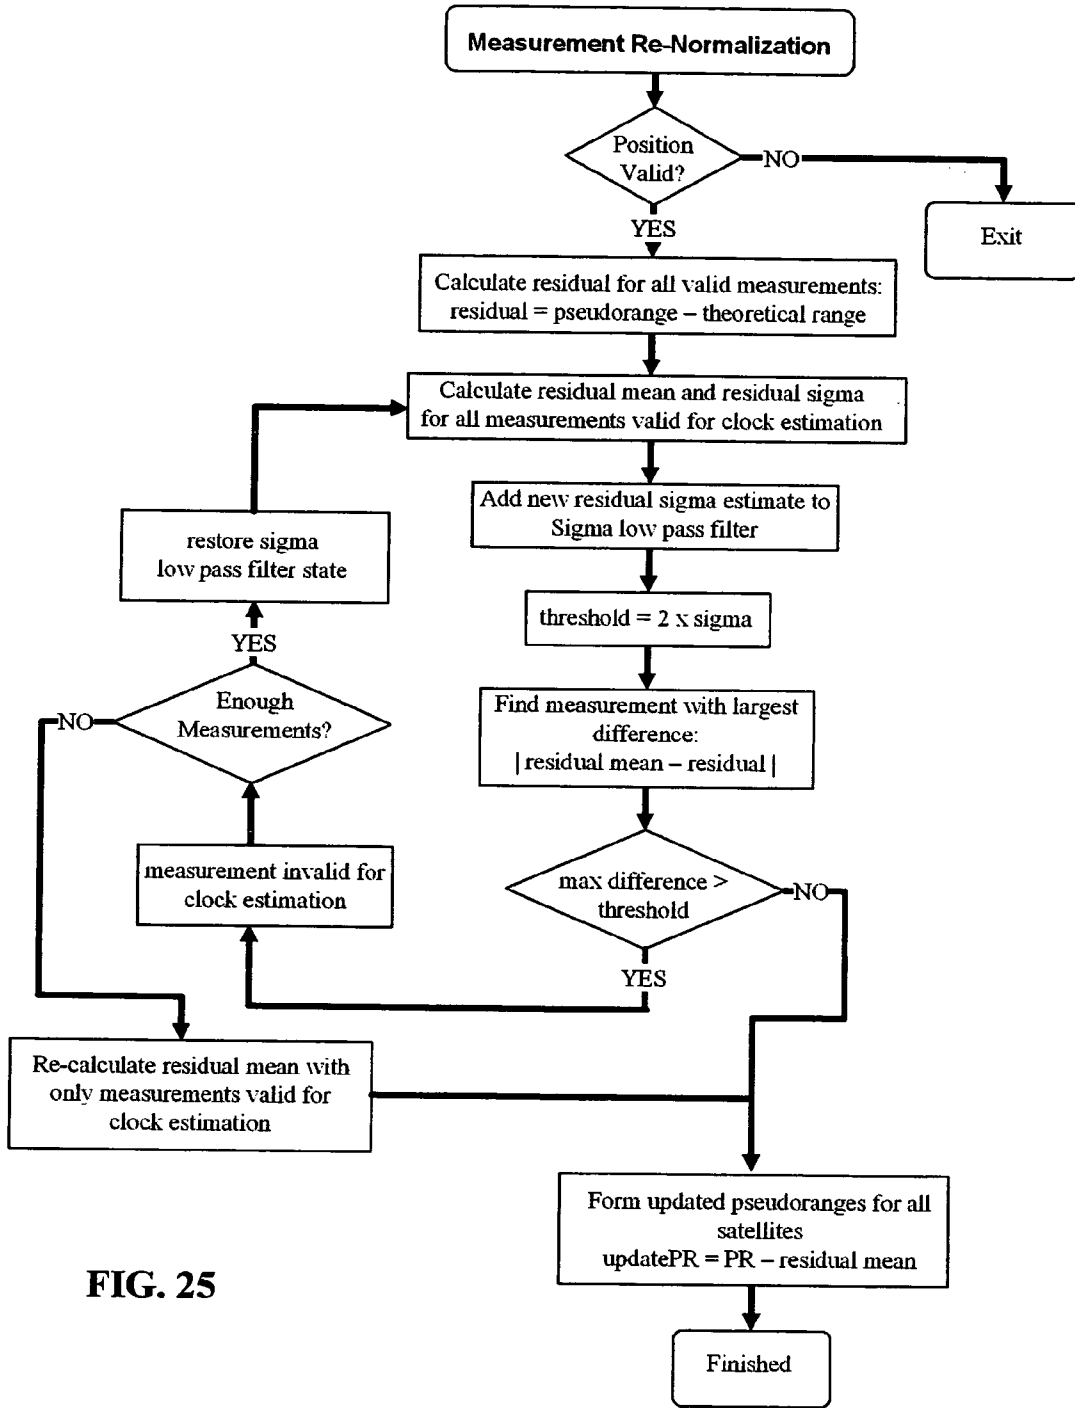 Measurement Re-Normalization
Position
Valid?
NO
YES
Exit
Calculate residual for all valid measurements:
residual = pseudorange – theoretical range
Calculate residual mean and residual sigma
for all measurements valid for clock estimation
Add new residual sigma estimate to
Sigma low pass filter
threshold = 2 x sigma
Find measurement with largest
difference:
| residual mean – residual |
max difference >
threshold
NO
YES
measurement invalid for
clock estimation
Enough
Measurements?
YES
NO
restore sigma
low pass filter state
Re-calculate residual mean with
only measurements valid for
clock estimation
Form updated pseudoranges for all
satellites
updatePR = PR – residual mean
Finished
FIG. 25